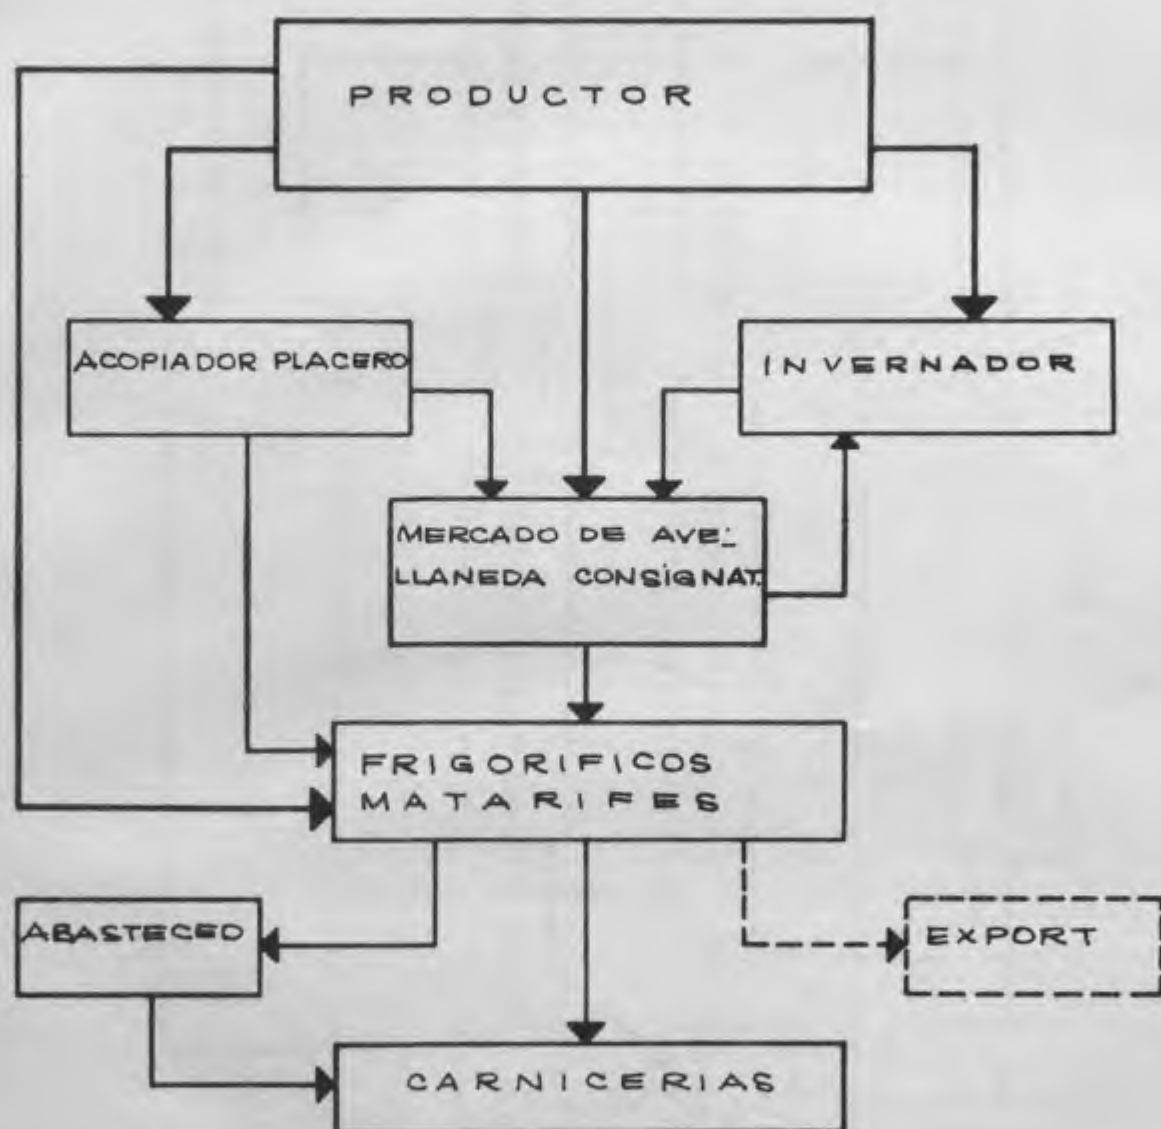 PRODUCTOR
ACOPIADOR PLACERO
INVERNADOR
MERCADO DE AVE-
LLANEDA CONSIGNAT.
FRIGORIFICOS
MATARIFES
ABASTECED
EXPORT
CARNICERIAS